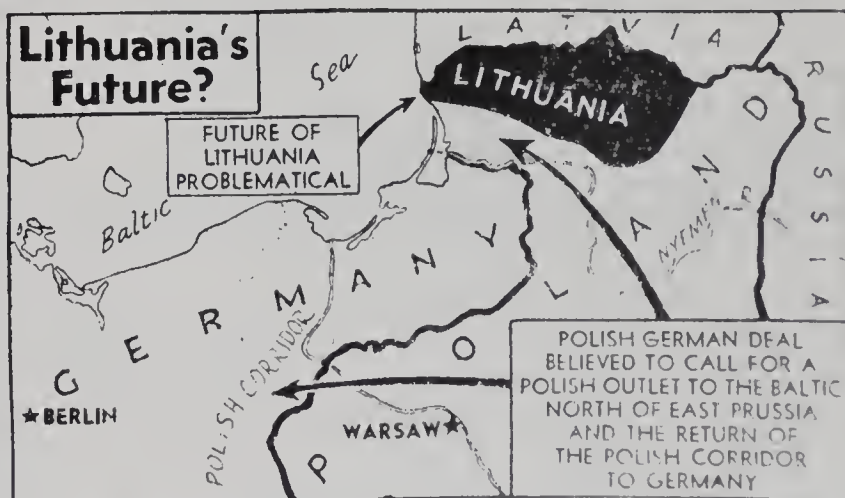 Lithuania's
Future?
Sea
LATVIA
LITHUANIA
RUSSIA
FUTURE OF
LITHUANIA
PROBLEMATICAL
Baltic
GERMANY
POLAND
POLISH CORRIDOR
★BERLIN
WARSAW★
POLISH GERMAN DEAL
BELIEVED TO CALL FOR A
POLISH OUTLET TO THE BALTIC
NORTH OF EAST PRUSSIA
AND THE RETURN OF
THE POLISH CORRIDOR
TO GERMANY